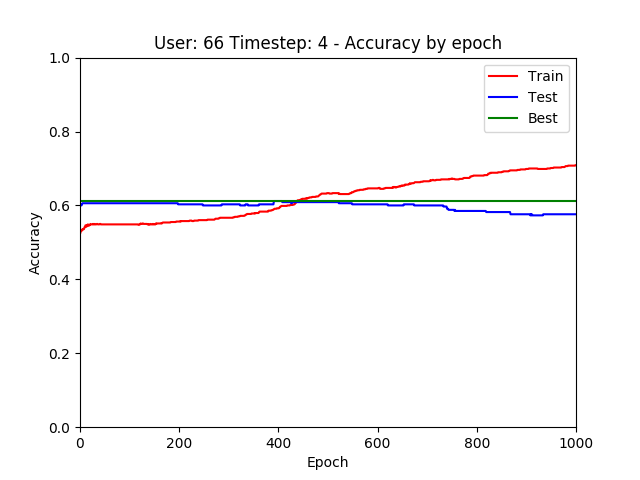 User: 66 Timestep: 4 - Accuracy by epoch
1.0
0.8
0.6
0.4
0.2
0.0
Accuracy
0 200 400 600 800 1000
Epoch
Train
Test
Best